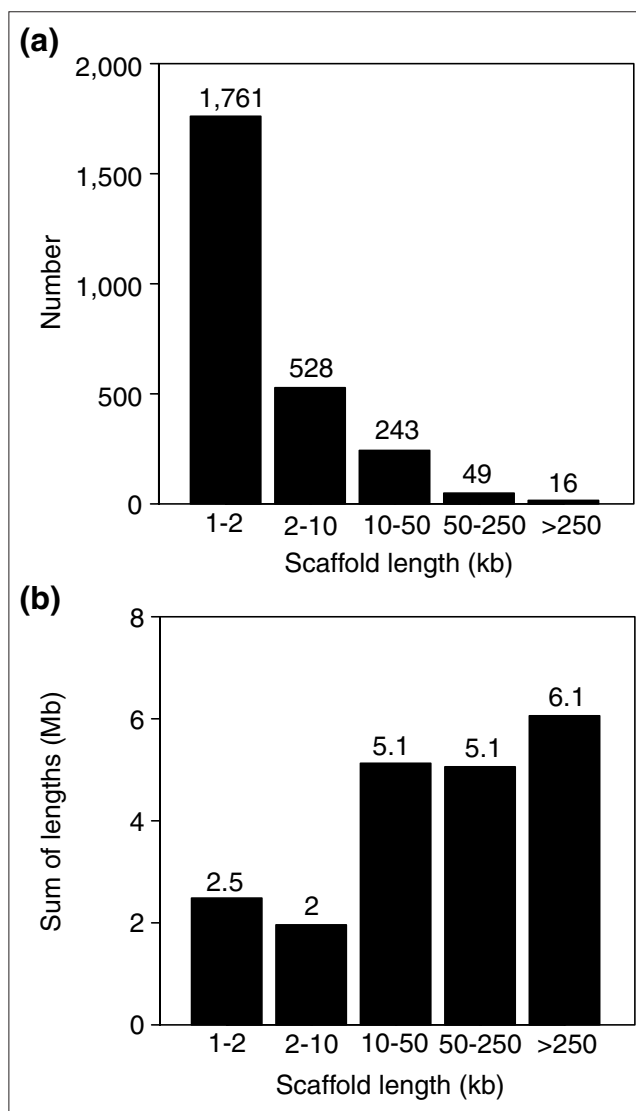 (a)
2,000
1,500
1,000
500
0
Number
1,761
528
243
49
16
1-2 2-10 10-50 50-250 >250
Scaffold length (kb)
(b)
8
6
4
2
0
Sum of lengths (Mb)
2.5
2
5.1
5.1
6.1
1-2 2-10 10-50 50-250 >250
Scaffold length (kb)